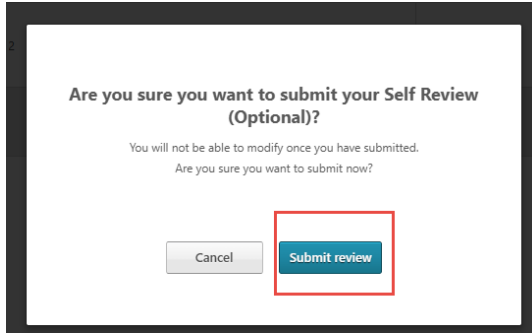 2
Are you sure you want to submit your Self Review
(Optional)?
You will not be able to modify once you have submitted.
Are you sure you want to submit now?
Cancel
Submit review